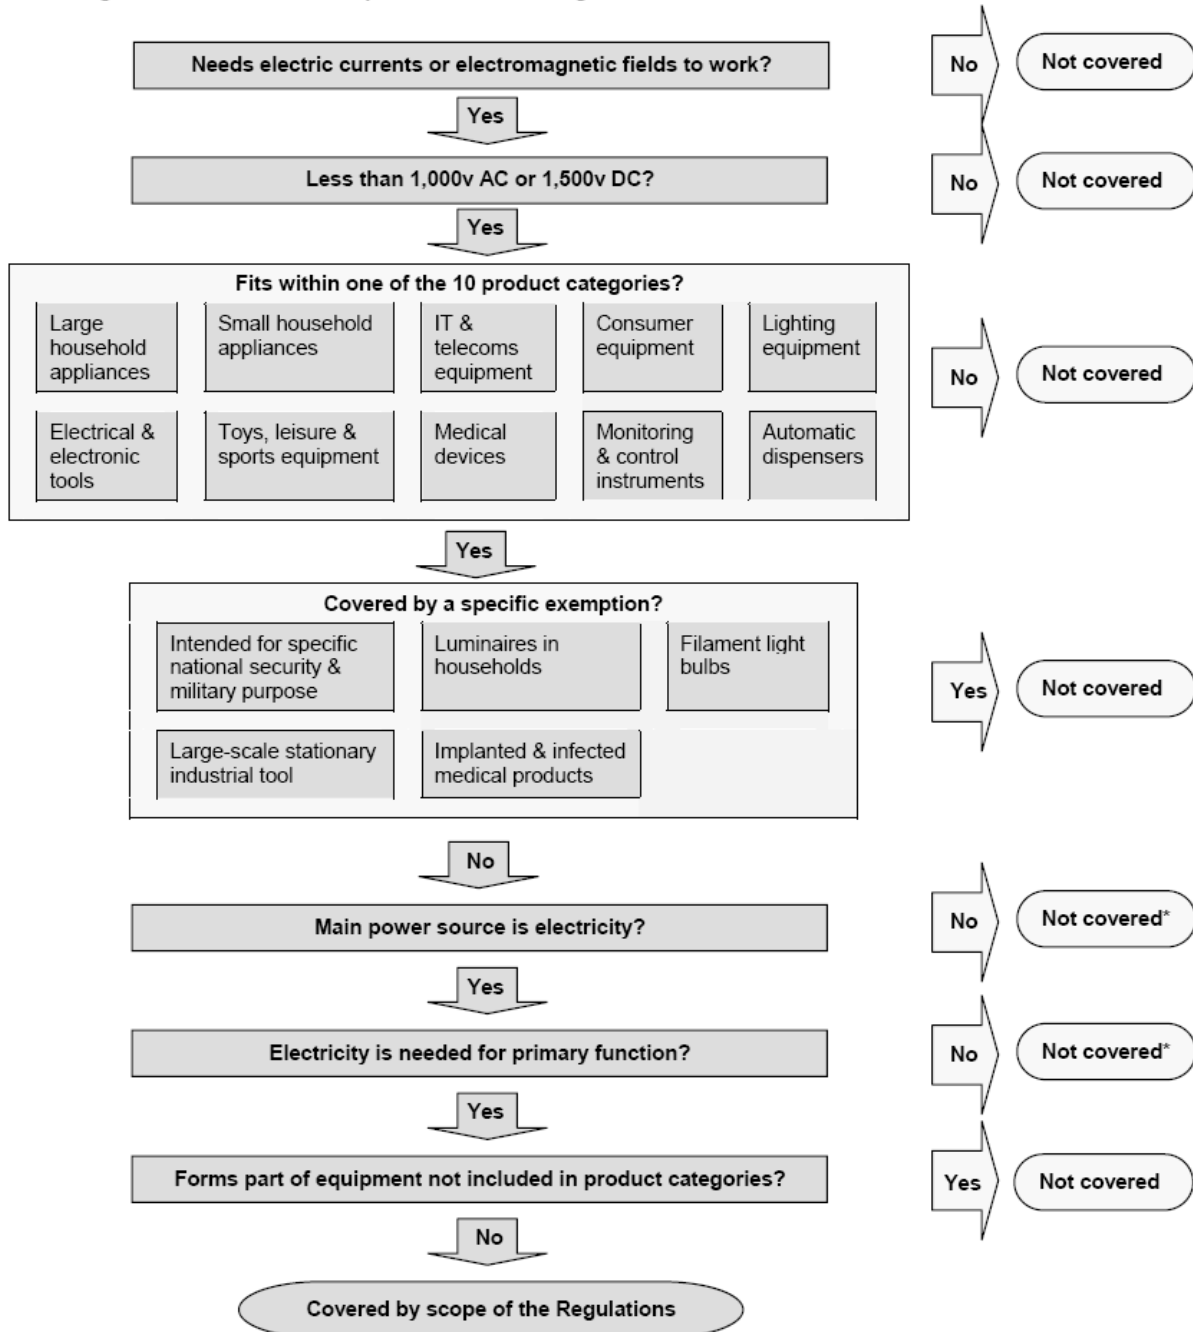 Needs electric currents or electromagnetic fields to work?
No
Not covered
Yes
Less than 1,000v AC or 1,500v DC?
No
Not covered
Yes
Fits within one of the 10 product categories?
Large
household
appliances
Small household
appliances
IT &
telecoms
equipment
Consumer
equipment
Lighting
equipment
No
Not covered
Electrical &
electronic
tools
Toys, leisure &
sports equipment
Medical
devices
Monitoring
& control
instruments
Automatic
dispensers
Yes
Covered by a specific exemption?
Intended for specific
national security &
military purpose
Luminaires in
households
Filament light
bulbs
Yes
Not covered
Large-scale stationary
industrial tool
Implanted & infected
medical products
No
Main power source is electricity?
No
Not covered*
Yes
Electricity is needed for primary function?
No
Not covered*
Yes
Forms part of equipment not included in product categories?
Yes
Not covered
No
Covered by scope of the Regulations